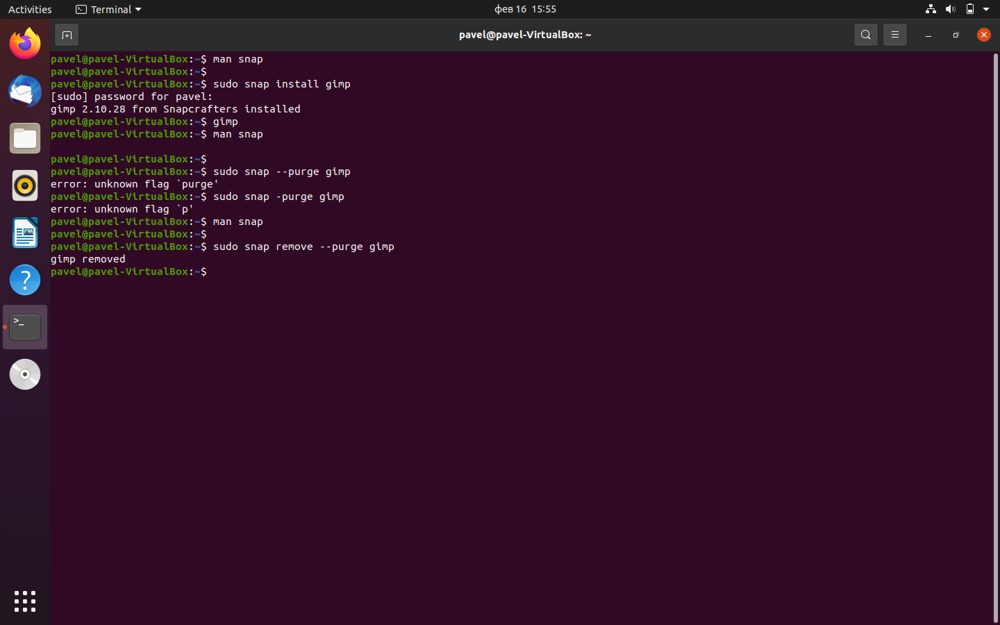 Activities
Terminal
фев 16 15:55
pavel@pavel-VirtualBox: ~
pavel@pavel-VirtualBox:~$ man snap
pavel@pavel-VirtualBox:~$
pavel@pavel-VirtualBox:~$ sudo snap install gimp
[sudo] password for pavel:
gimp 2.10.28 from Snapcrafters installed
pavel@pavel-VirtualBox:~$ gimp
pavel@pavel-VirtualBox:~$ man snap
pavel@pavel-VirtualBox:~$
pavel@pavel-VirtualBox:~$ sudo snap --purge gimp
error: unknown flag `purge'
pavel@pavel-VirtualBox:~$ sudo snap -purge gimp
error: unknown flag `p'
pavel@pavel-VirtualBox:~$ man snap
pavel@pavel-VirtualBox:~$
pavel@pavel-VirtualBox:~$ sudo snap remove --purge gimp
gimp removed
pavel@pavel-VirtualBox:~$